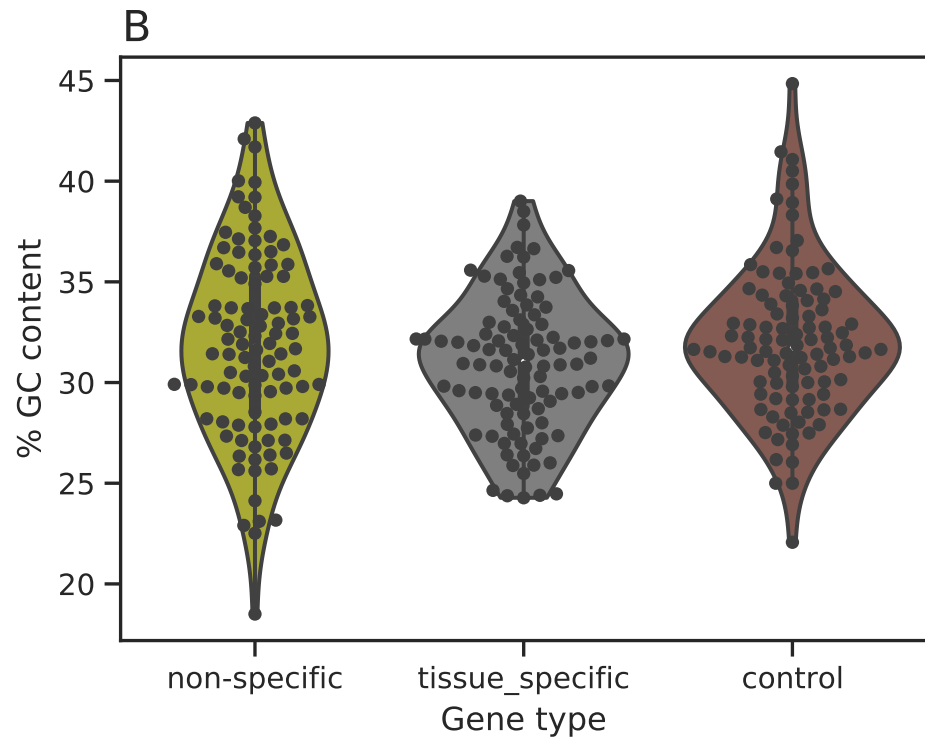 B
45
40
35
30
25
20
% GC content
non-specific
tissue_specific
control
Gene type